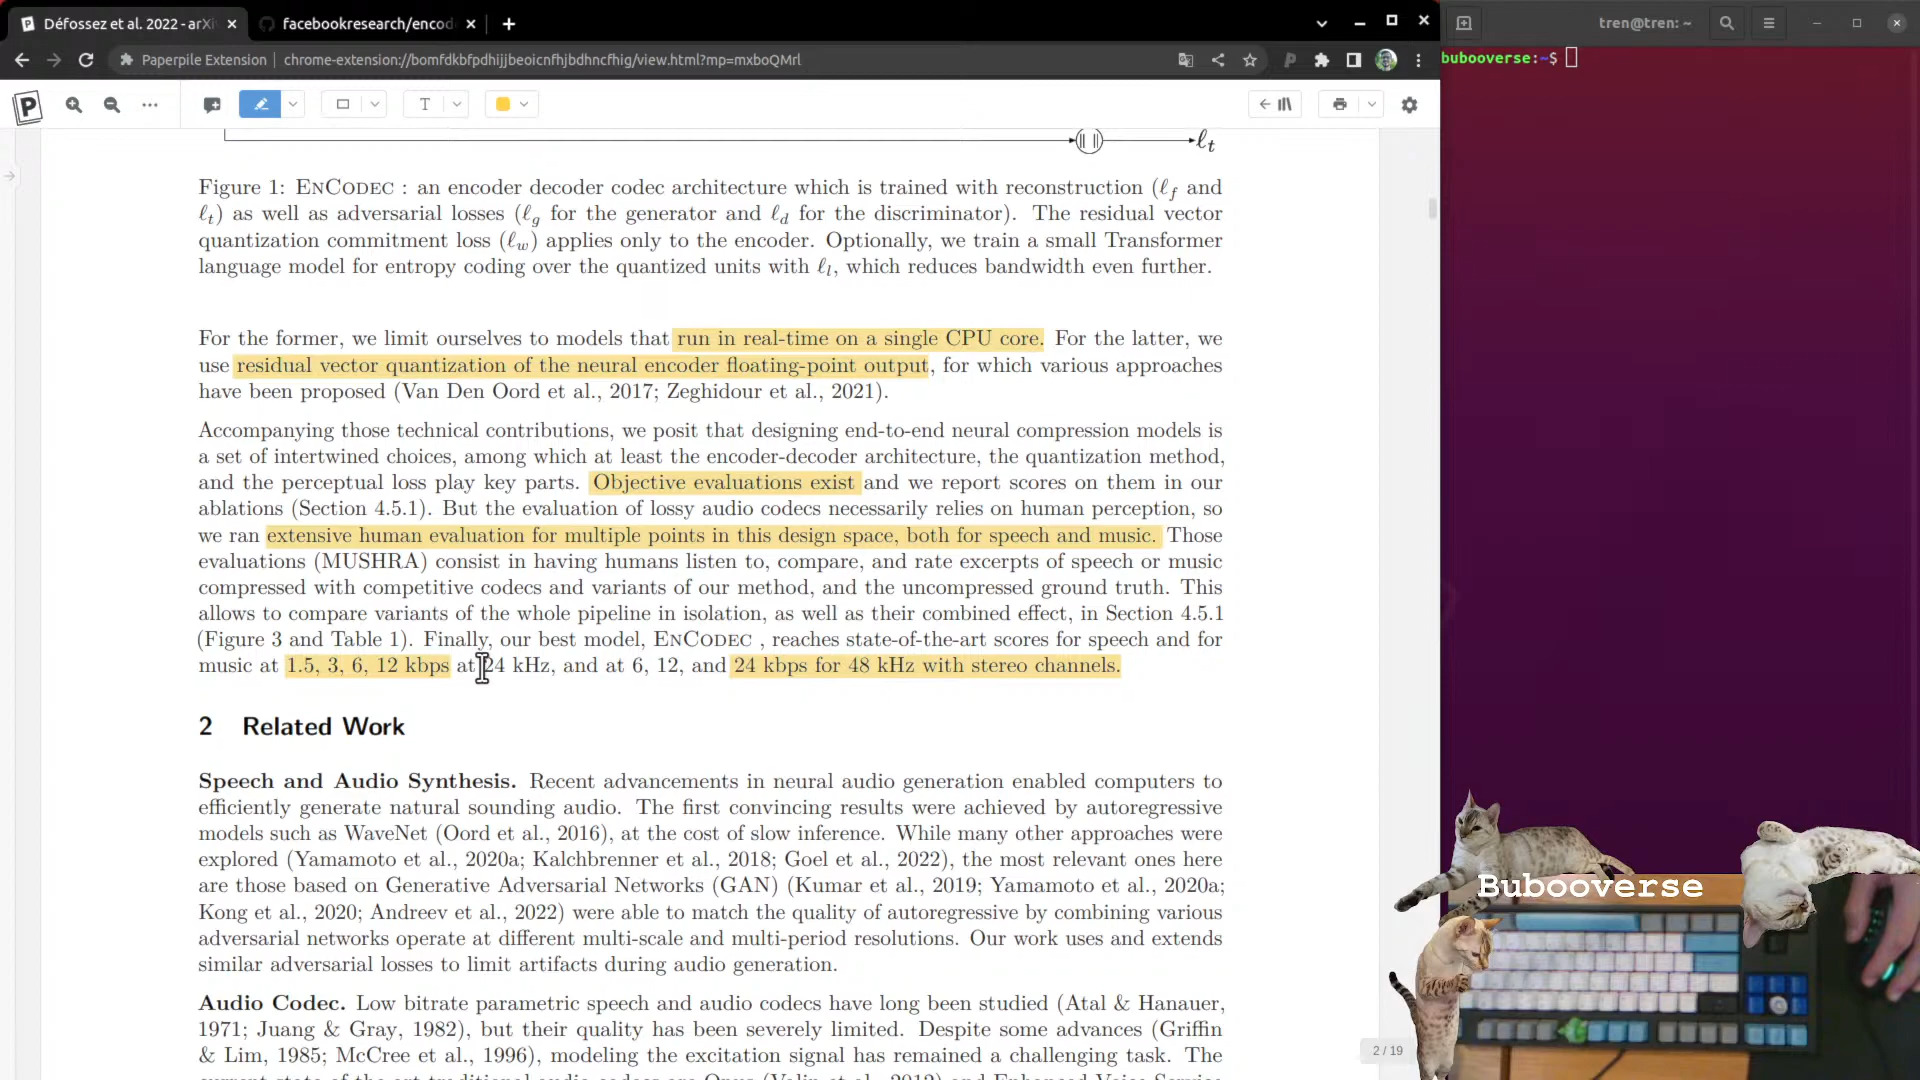 Défossez et al. 2022 - arXi
facebookresearch/encod
tren@tren: ~
Paperpile Extension
chrome-extension://bomfdkbfpdhijjbeoicnfhjbdhncfhig/view.html?mp=mxboQMrl
bubooverse:~$
P
T
ℓt
Figure 1: ENCODEC : an encoder decoder codec architecture which is trained with reconstruction (ℓf and
ℓt) as well as adversarial losses (ℓg for the generator and ℓd for the discriminator). The residual vector
quantization commitment loss (ℓw) applies only to the encoder. Optionally, we train a small Transformer
language model for entropy coding over the quantized units with ℓl, which reduces bandwidth even further.
For the former, we limit ourselves to models that run in real-time on a single CPU core. For the latter, we
use residual vector quantization of the neural encoder floating-point output, for which various approaches
have been proposed (Van Den Oord et al., 2017; Zeghidour et al., 2021).
Accompanying those technical contributions, we posit that designing end-to-end neural compression models is
a set of intertwined choices, among which at least the encoder-decoder architecture, the quantization method,
and the perceptual loss play key parts. Objective evaluations exist and we report scores on them in our
ablations (Section 4.5.1). But the evaluation of lossy audio codecs necessarily relies on human perception, so
we ran extensive human evaluation for multiple points in this design space, both for speech and music. Those
evaluations (MUSHRA) consist in having humans listen to, compare, and rate excerpts of speech or music
compressed with competitive codecs and variants of our method, and the uncompressed ground truth. This
allows to compare variants of the whole pipeline in isolation, as well as their combined effect, in Section 4.5.1
(Figure 3 and Table 1). Finally, our best model, ENCODEC , reaches state-of-the-art scores for speech and for
music at 1.5, 3, 6, 12 kbps at 24 kHz, and at 6, 12, and 24 kbps for 48 kHz with stereo channels.
2 Related Work
Speech and Audio Synthesis. Recent advancements in neural audio generation enabled computers to
efficiently generate natural sounding audio. The first convincing results were achieved by autoregressive
models such as WaveNet (Oord et al., 2016), at the cost of slow inference. While many other approaches were
explored (Yamamoto et al., 2020a; Kalchbrenner et al., 2018; Goel et al., 2022), the most relevant ones here
are those based on Generative Adversarial Networks (GAN) (Kumar et al., 2019; Yamamoto et al., 2020a;
Kong et al., 2020; Andreev et al., 2022) were able to match the quality of autoregressive by combining various
adversarial networks operate at different multi-scale and multi-period resolutions. Our work uses and extends
similar adversarial losses to limit artifacts during audio generation.
Audio Codec. Low bitrate parametric speech and audio codecs have long been studied (Atal & Hanauer,
1971; Juang & Gray, 1982), but their quality has been severely limited. Despite some advances (Griffin
& Lim, 1985; McCree et al., 1996), modeling the excitation signal has remained a challenging task. The
2 / 19
Bubooverse